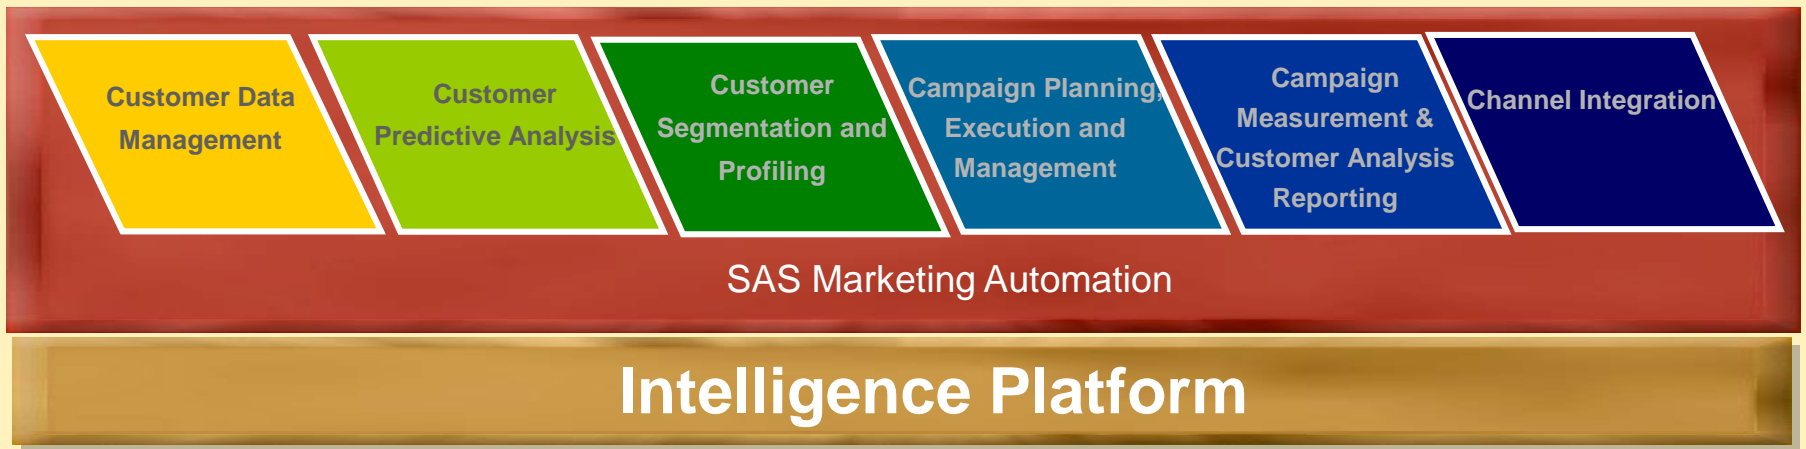 Customer Data
Management
Customer
Predictive Analysis
Customer
Segmentation and
Profiling
Campaign Planning,
Execution and
Management
Campaign
Measurement &
Customer Analysis
Reporting
Channel Integration
SAS Marketing Automation
Intelligence Platform